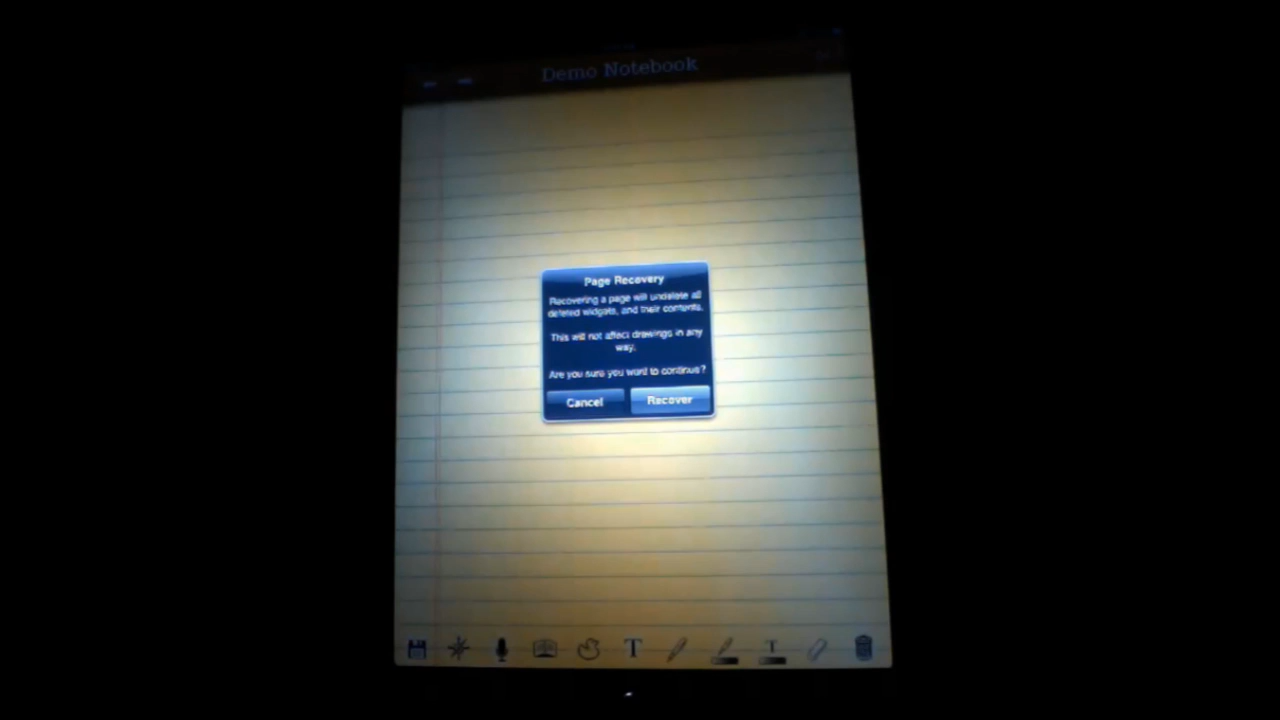 Demo Notebook
Page Recovery
Recovering a page will undelete all
deleted widgets, and their contents.
This will not affect drawings in any
way.
Are you sure you want to continue?
Cancel
Recover
T
T